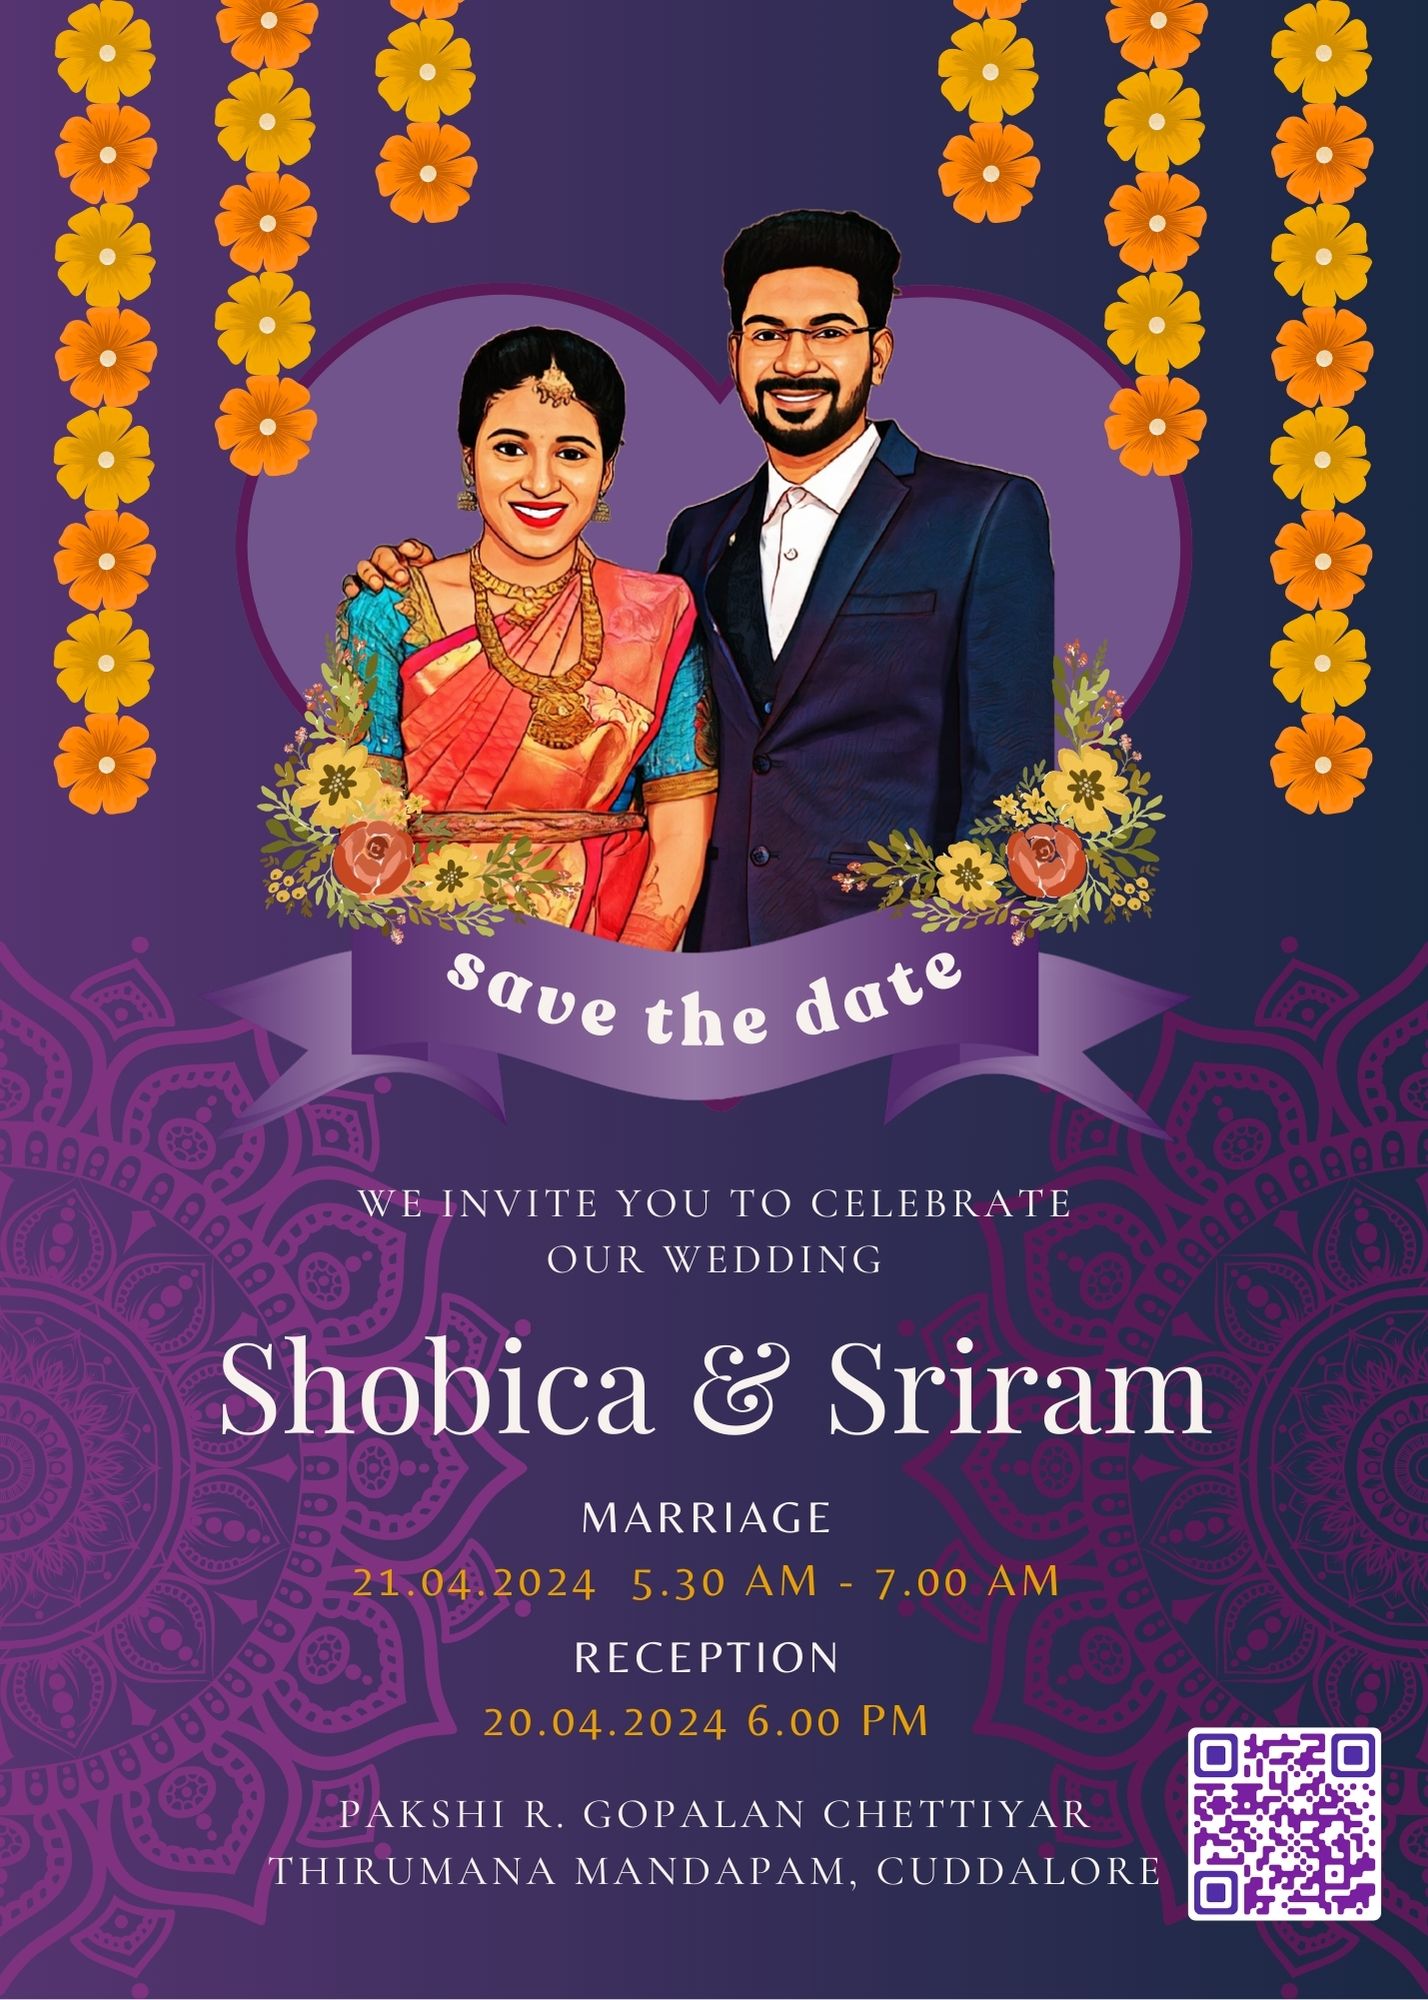 save the date
WE INVITE YOU TO CELEBRATE
OUR WEDDING
Shobica & Sriram
MARRIAGE
21.04.2024 5.30 AM - 7.00 AM
RECEPTION
20.04.2024 6.00 PM
PAKSHI R. GOPALAN CHETTIYAR
THIRUMANA MANDAPAM, CUDDALORE